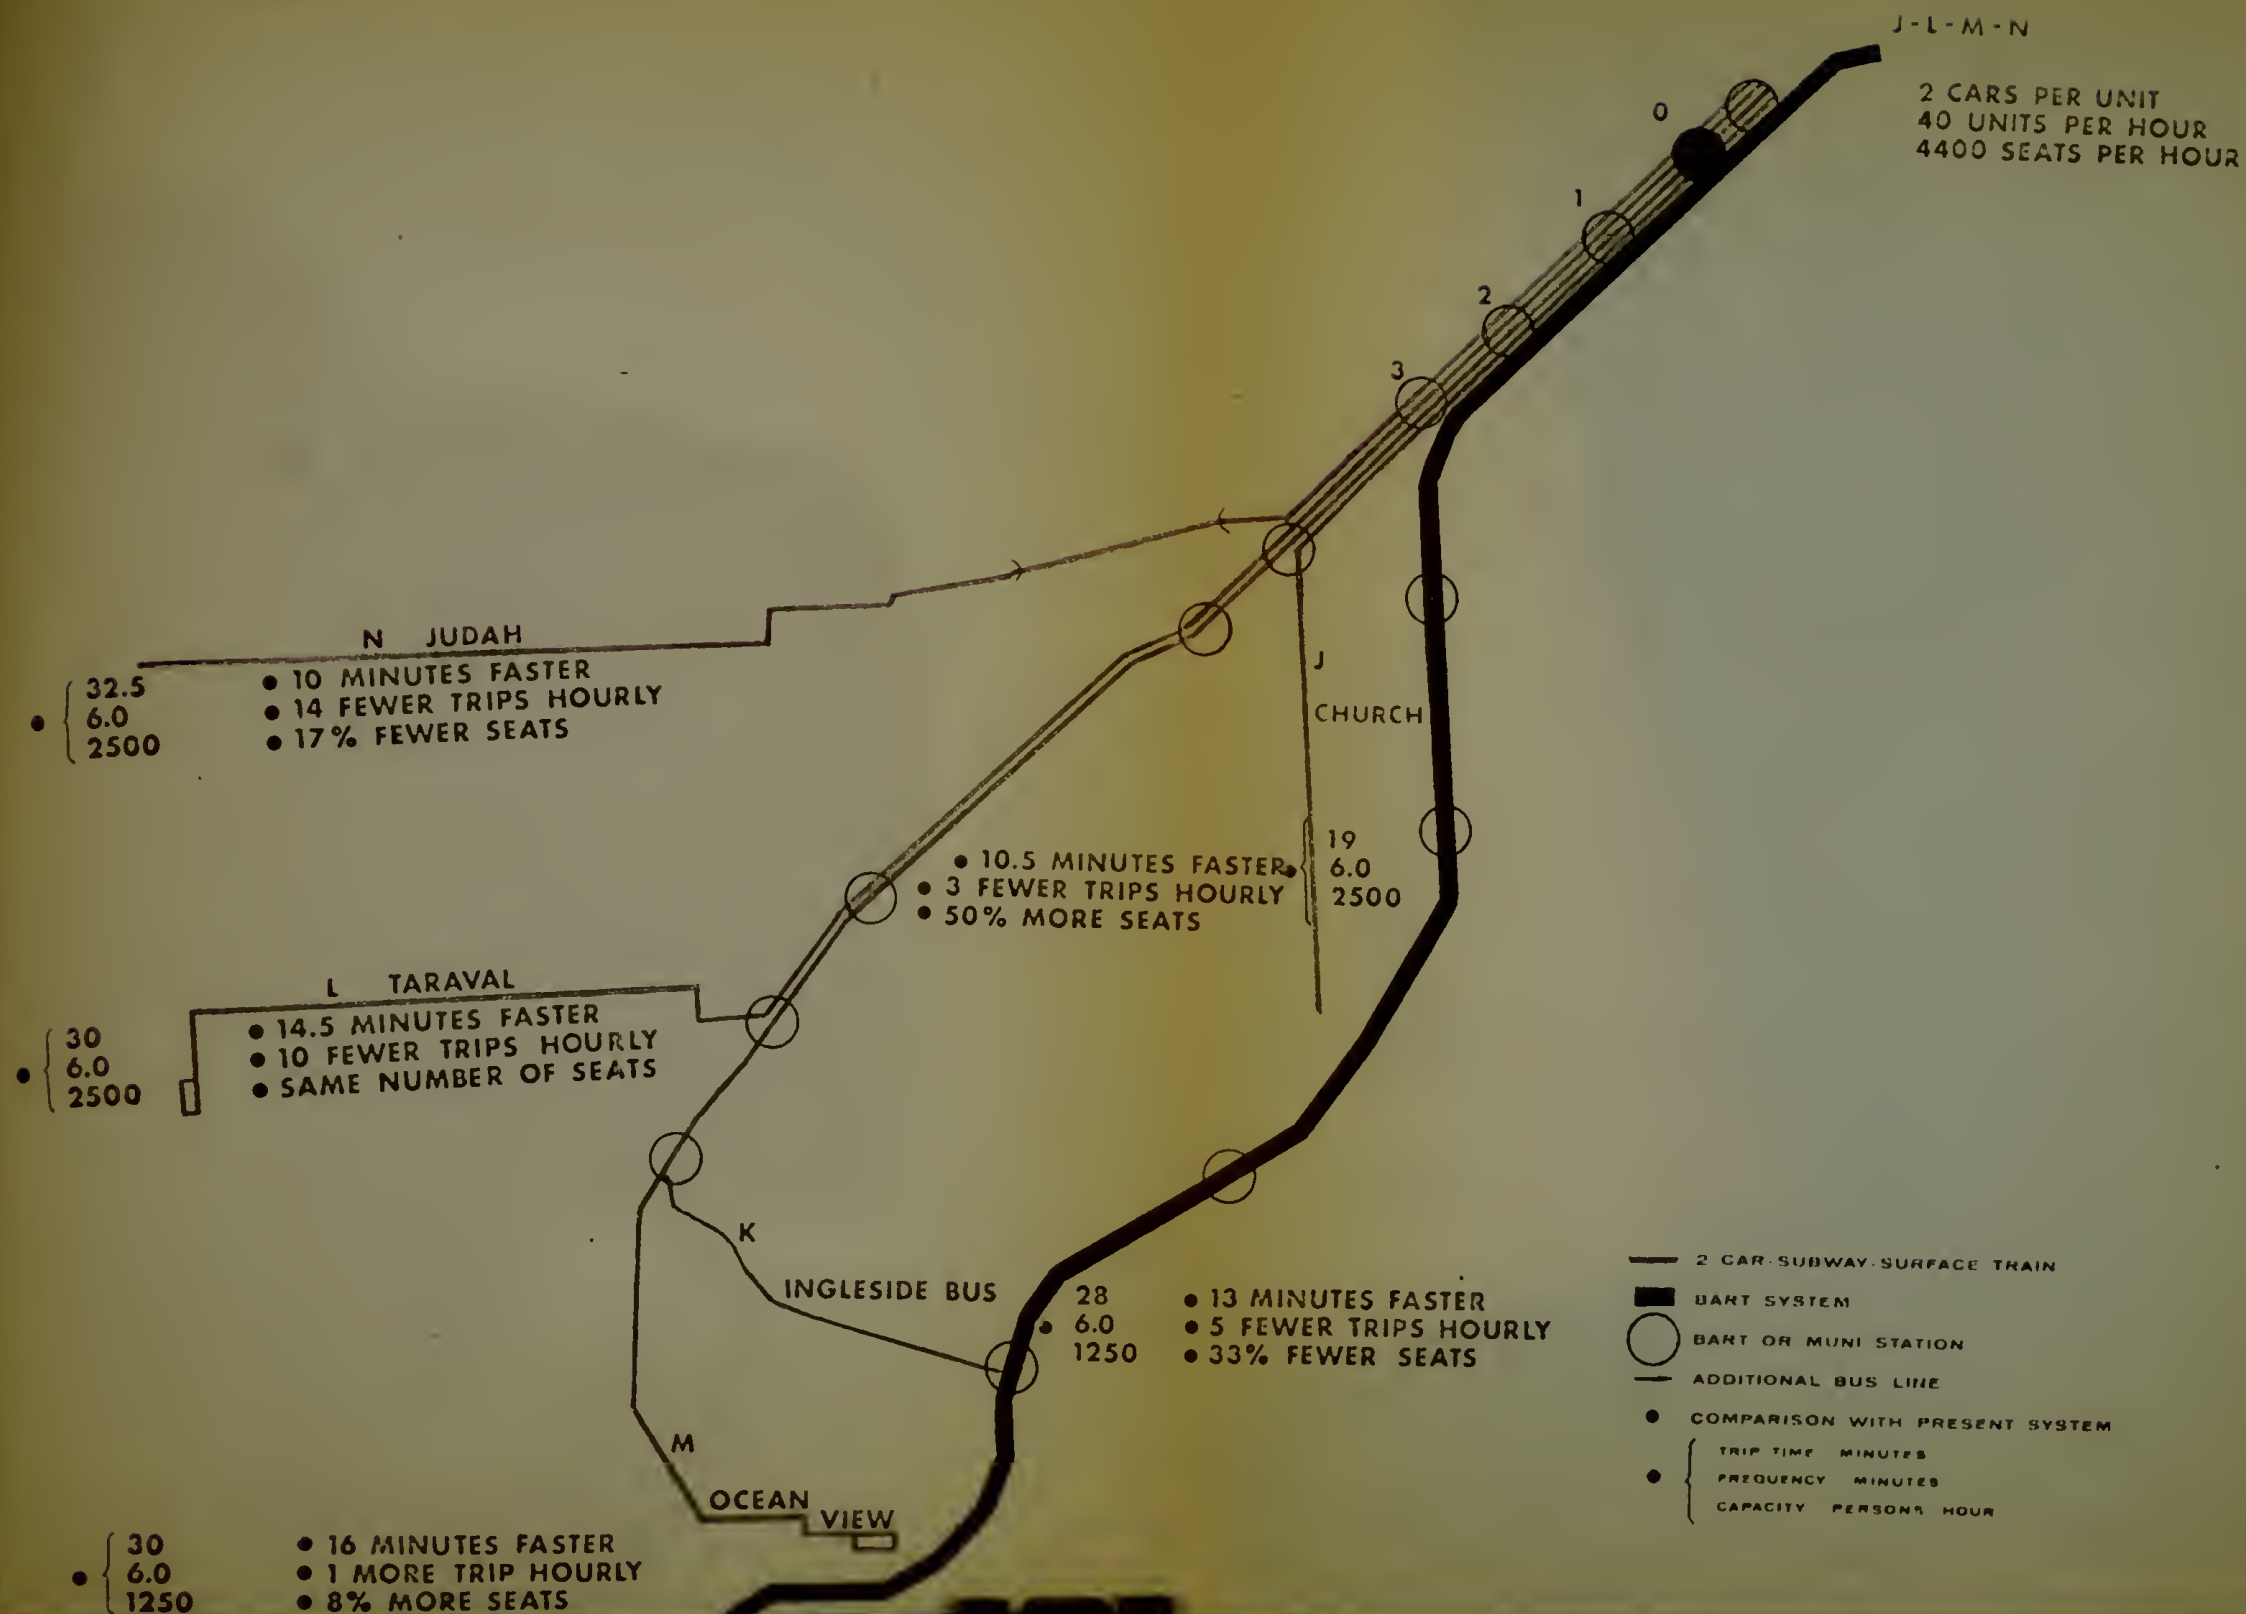 J-L-M-N
2 CARS PER UNIT
40 UNITS PER HOUR
4400 SEATS PER HOUR
0
1
2
3
N JUDAH
32.5
6.0
2500
• 10 MINUTES FASTER
• 14 FEWER TRIPS HOURLY
• 17% FEWER SEATS
J
CHURCH
• 10.5 MINUTES FASTER
• 3 FEWER TRIPS HOURLY
• 50% MORE SEATS
19
6.0
2500
L TARAVAL
30
6.0
2500
• 14.5 MINUTES FASTER
• 10 FEWER TRIPS HOURLY
• SAME NUMBER OF SEATS
K
INGLESIDE BUS
28
6.0
1250
• 13 MINUTES FASTER
• 5 FEWER TRIPS HOURLY
• 33% FEWER SEATS
M
OCEAN
VIEW
30
6.0
1250
• 16 MINUTES FASTER
• 1 MORE TRIP HOURLY
• 8% MORE SEATS
2 CAR-SUBWAY-SURFACE TRAIN
BART SYSTEM
BART OR MUNI STATION
ADDITIONAL BUS LINE
COMPARISON WITH PRESENT SYSTEM
TRIP TIME MINUTES
FREQUENCY MINUTES
CAPACITY PERSONS HOUR